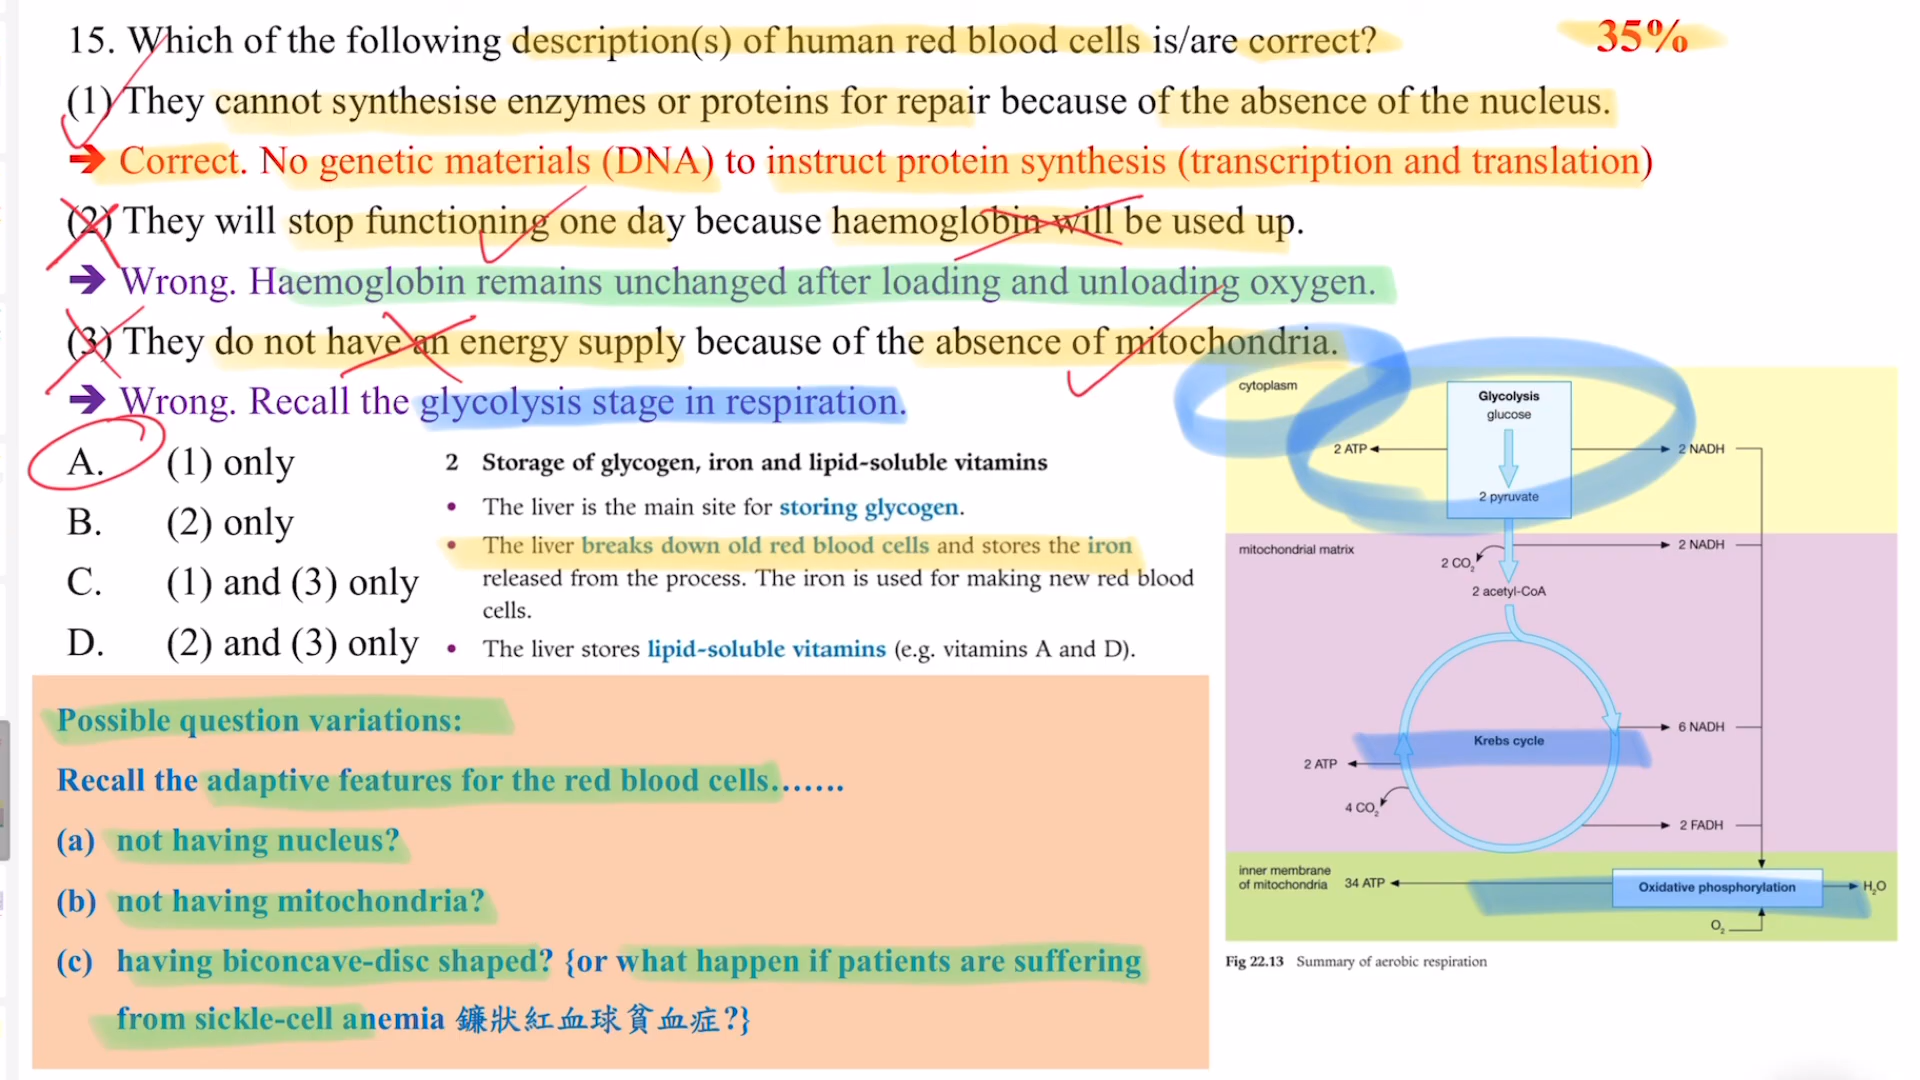 15. Which of the following description(s) of human red blood cells is/are correct?
35%
(1) They cannot synthesise enzymes or proteins for repair because of the absence of the nucleus.
➔ Correct. No genetic materials (DNA) to instruct protein synthesis (transcription and translation)
(2) They will stop functioning one day because haemoglobin will be used up.
➔ Wrong. Haemoglobin remains unchanged after loading and unloading oxygen.
(3) They do not have an energy supply because of the absence of mitochondria.
➔ Wrong. Recall the glycolysis stage in respiration.
A. (1) only
B. (2) only
C. (1) and (3) only
D. (2) and (3) only
2 Storage of glycogen, iron and lipid-soluble vitamins
• The liver is the main site for storing glycogen.
• The liver breaks down old red blood cells and stores the iron
released from the process. The iron is used for making new red blood
cells.
• The liver stores lipid-soluble vitamins (e.g. vitamins A and D).
cytoplasm
Glycolysis
glucose
2 ATP
2 NADH
2 pyruvate
mitochondrial matrix
2 NADH
2 CO₂
2 acetyl-CoA
6 NADH
Krebs cycle
2 ATP
4 CO₂
2 FADH
inner membrane
of mitochondria
34 ATP
Oxidative phosphorylation
H₂O
O₂
Fig 22.13 Summary of aerobic respiration
Possible question variations:
Recall the adaptive features for the red blood cells…….
(a) not having nucleus?
(b) not having mitochondria?
(c) having biconcave-disc shaped? {or what happen if patients are suffering
from sickle-cell anemia 鐮狀紅血球貧血症?}